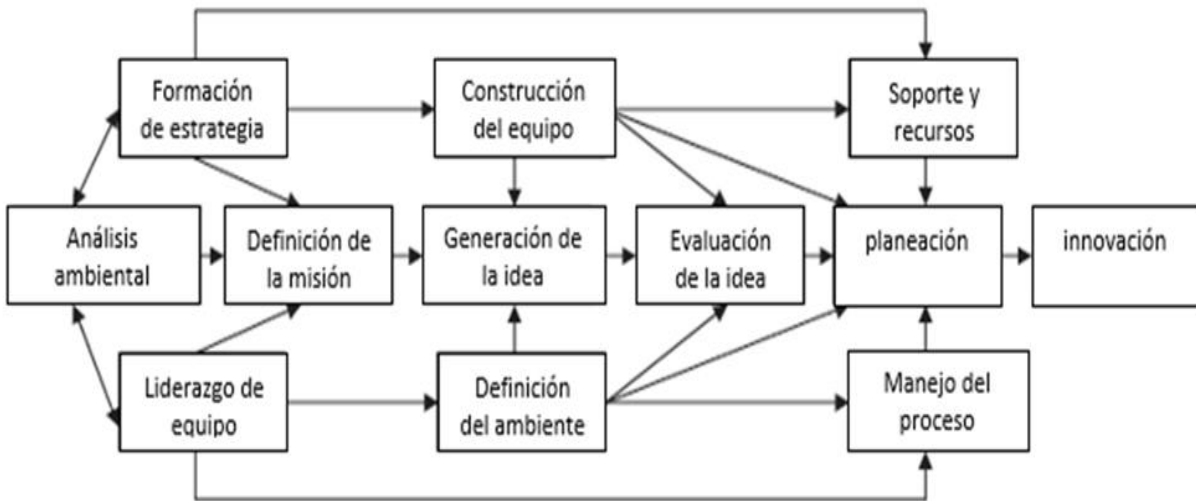 Formación
de estrategia
Construcción
del equipo
Soporte y
recursos
Análisis
ambiental
Definición de
la misión
Generación de
la idea
Evaluación
de la idea
planeación
innovación
Liderazgo de
equipo
Definición
del ambiente
Manejo del
proceso